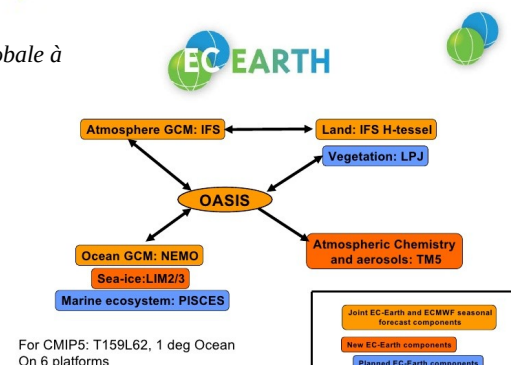 obale à
EC EARTH
Atmosphere GCM: IFS
Land: IFS H-tessel
Vegetation: LPJ
OASIS
Ocean GCM: NEMO
Sea-ice:LIM2/3
Marine ecosystem: PISCES
Atmospheric Chemistry
and aerosols: TM5
Joint EC-Earth and ECMWF seasonal
forecast components
New EC-Earth components
Planned EC-Earth components
For CMIP5: T159L62, 1 deg Ocean
On 6 platforms